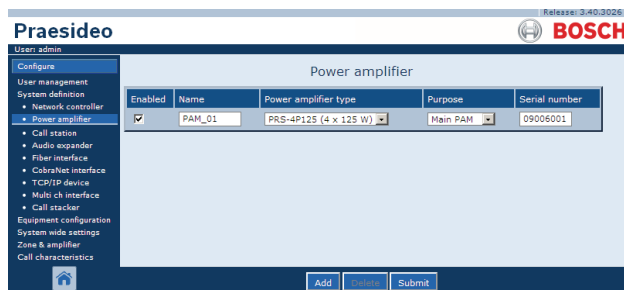 Release: 3.40.3026
Praesideo
BOSCH
User: admin
Configure
User management
System definition
• Network controller
• Power amplifier
• Call station
• Audio expander
• Fiber interface
• CobraNet interface
• TCP/IP device
• Multi ch interface
• Call stacker
Equipment configuration
System wide settings
Zone & amplifier
Call characteristics
Power amplifier
Enabled Name Power amplifier type Purpose Serial number
PAM_01 PRS-4P125 (4 x 125 W) Main PAM 09006001
Add Delete Submit